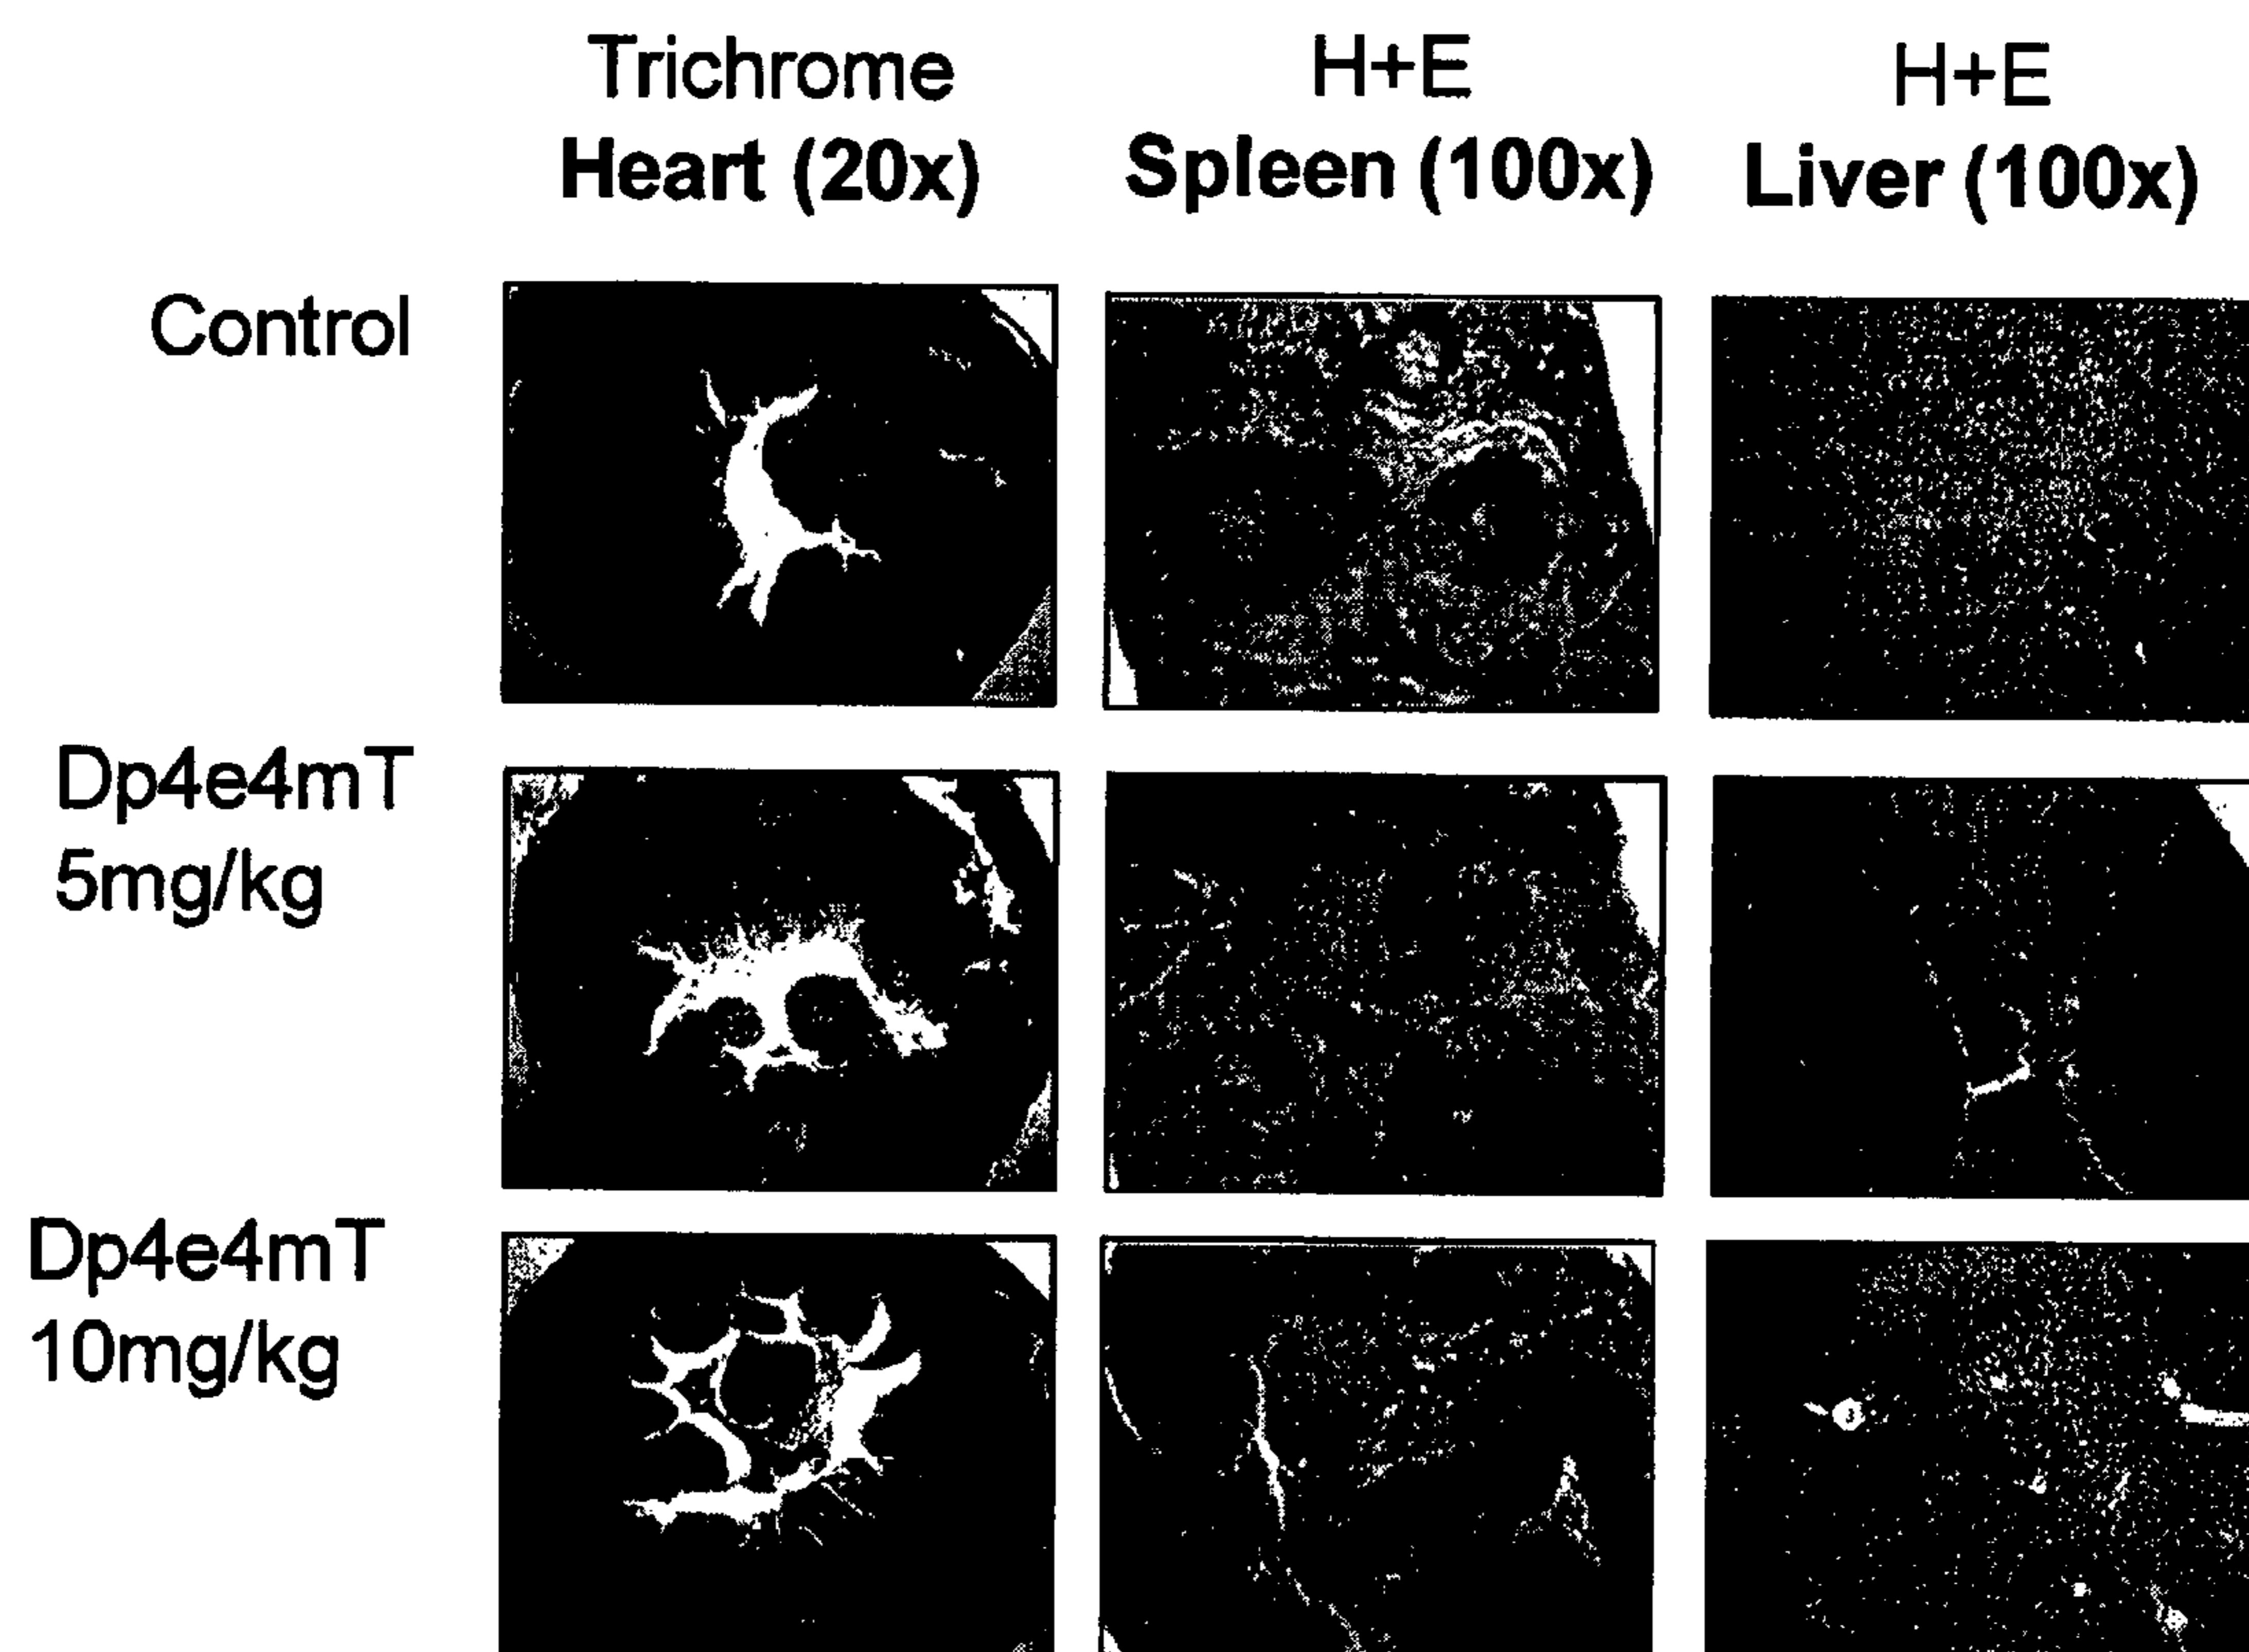 Trichrome H+E H+E
Heart (20x) Spleen (100x) Liver (100x)
Control
Dp4e4mT
5mg/kg
Dp4e4mT
10mg/kg